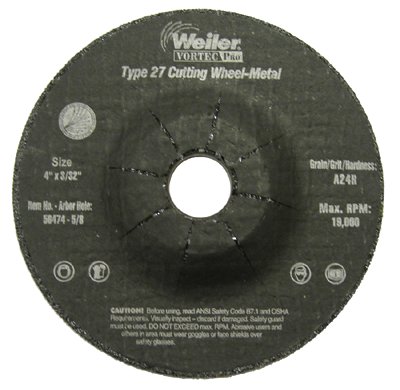 Weiler
VORTEC PRO
Type 27 Cutting Wheel-Metal
Size
4" x 3/32"
Item No. - Arbor Hole:
56474 - 5/8
Grain/Grit/Hardness:
A24R
Max. RPM:
19,000
CAUTION! Before using, read ANSI Safety Code B7.1 and OSHA
Requirements. Visually inspect – discard if damaged. Safety guard
must be used. DO NOT EXCEED max. RPM. Abrasive users and
others in area must wear goggles or face shields over
safety glasses.